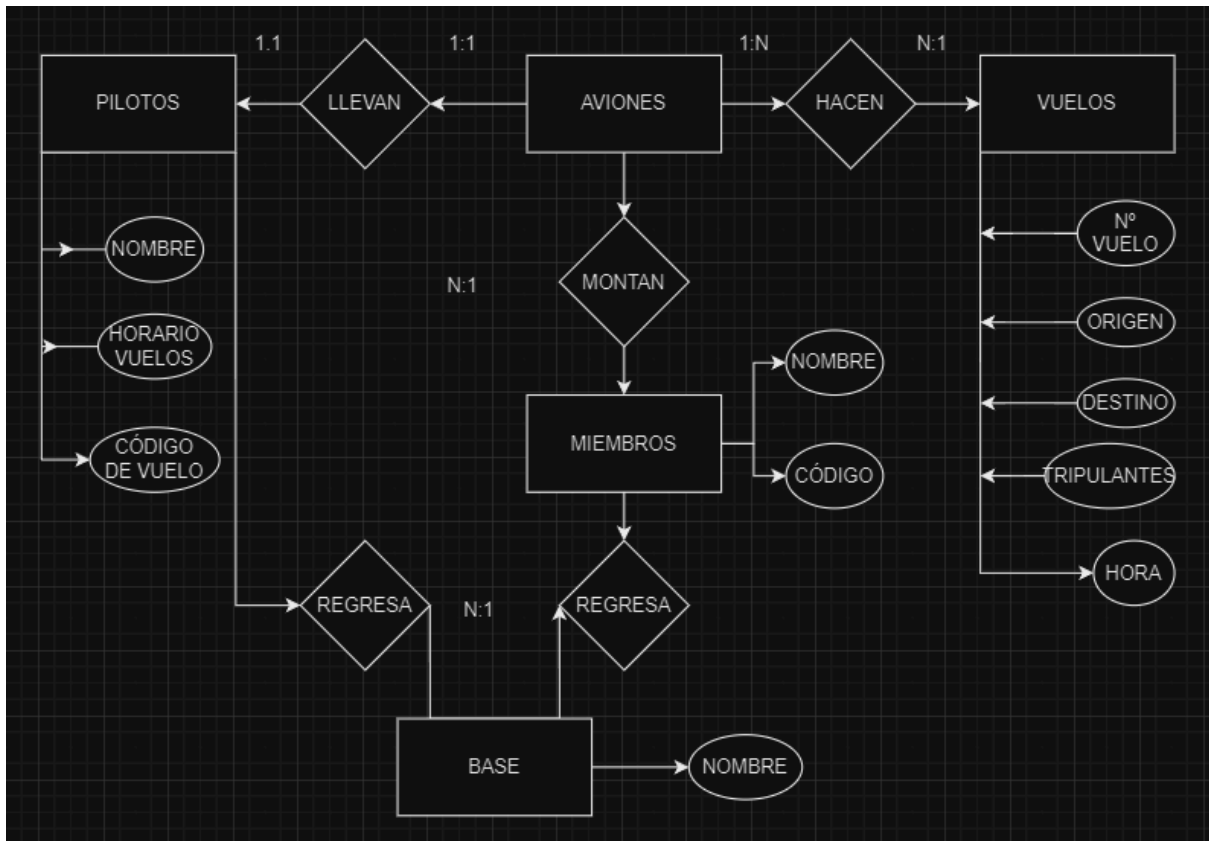 1.1
1:1
1:N
N:1
PILOTOS
LLEVAN
AVIONES
HACEN
VUELOS
NOMBRE
HORARIO
VUELOS
CÓDIGO
DE VUELO
N:1
MONTAN
MIEMBROS
NOMBRE
CÓDIGO
Nº
VUELO
ORIGEN
DESTINO
TRIPULANTES
HORA
REGRESA
N:1
REGRESA
BASE
NOMBRE